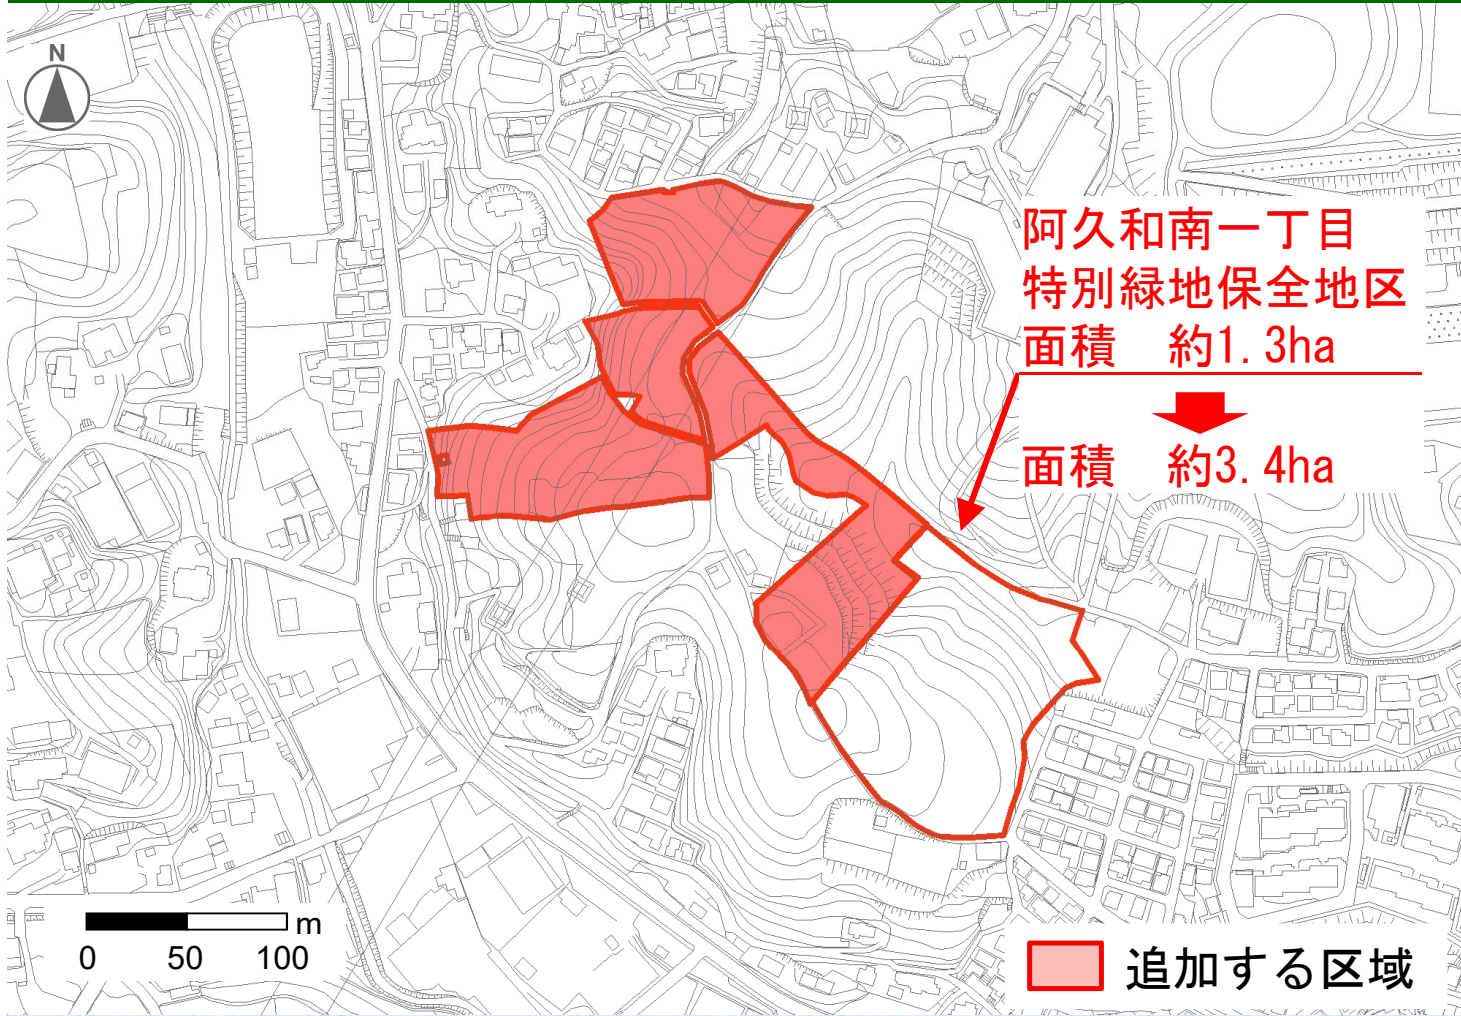 N
阿久和南一丁目
特別緑地保全地区
面積　約1.3ha
面積　約3.4ha
m
0 50 100
追加する区域